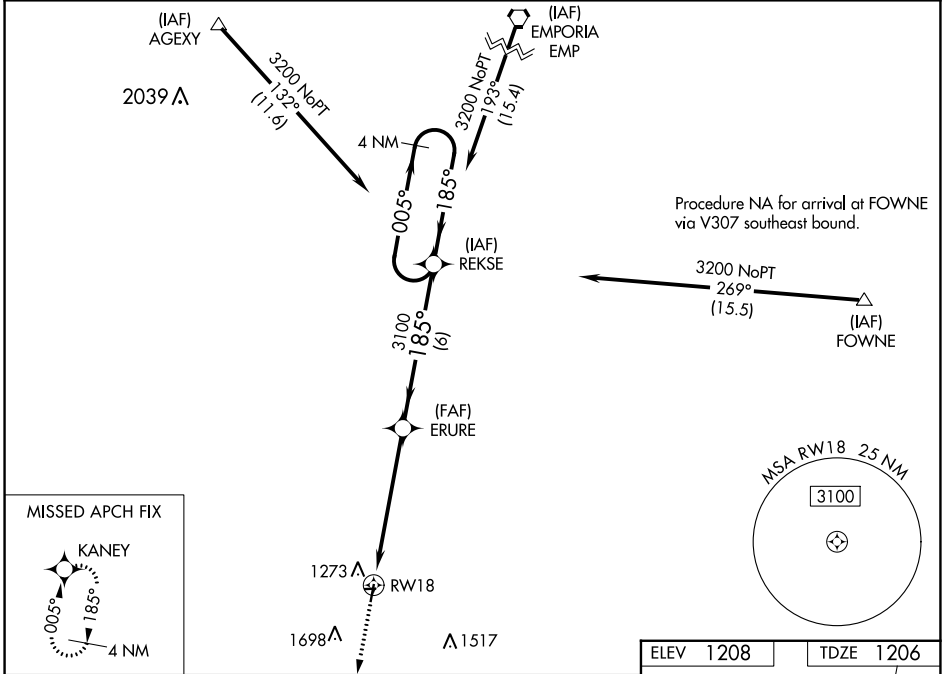 (IAF)
AGEXY
3200 NoPT
132°
(11.6)
2039
(IAF)
EMPORIA
EMP
3200 NoPT
193°
(15.4)
4 NM
005°
185°
(IAF)
REKSE
Procedure NA for arrival at FOWNE
via V307 southeast bound.
3200 NoPT
269°
(15.5)
(IAF)
FOWNE
3100
185°
(6)
(FAF)
ERURE
MSA RW18 25 NM
3100
MISSED APCH FIX
KANEY
005°
185°
4 NM
1273
RW18
1698
1517
ELEV 1208
TDZE 1206